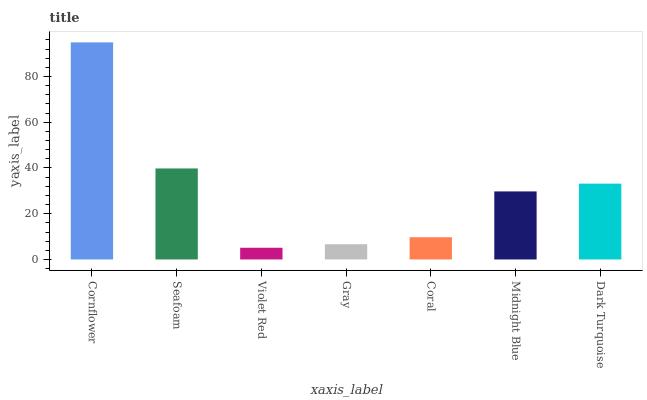 title
yaxis_label
80
60
40
20
0
Cornflower
Seafoam
Violet Red
Gray
Coral
Midnight Blue
Dark Turquoise
xaxis_label